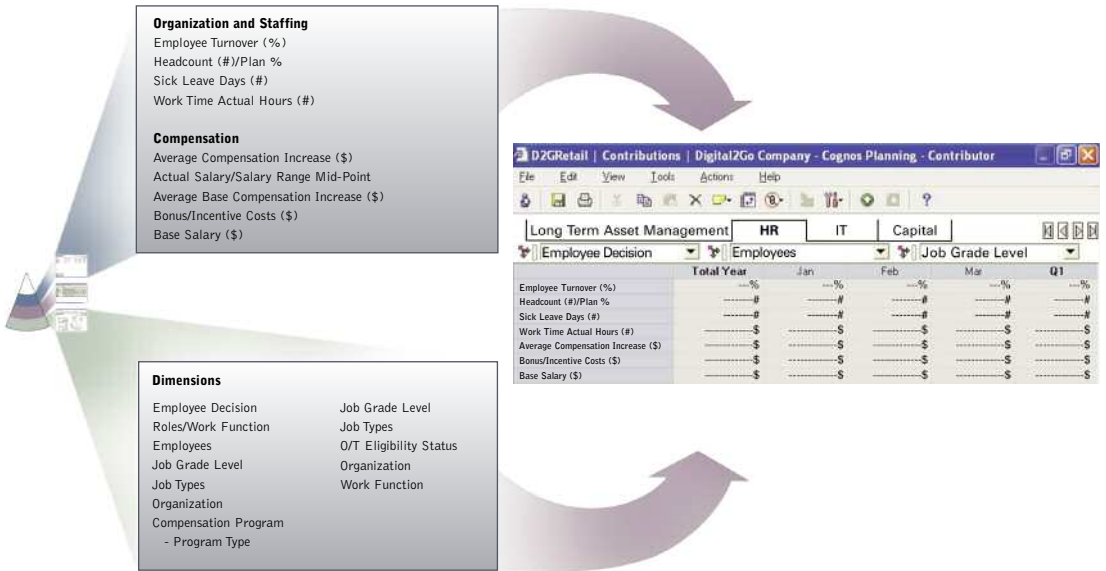 Organization and Staffing
Employee Turnover (%)
Headcount (#)/Plan %
Sick Leave Days (#)
Work Time Actual Hours (#)
Compensation
Average Compensation Increase ($)
Actual Salary/Salary Range Mid-Point
Average Base Compensation Increase ($)
Bonus/Incentive Costs ($)
Base Salary ($)
D2GRetail | Contributions | Digital2Go Company - Cognos Planning - Contributor
File Edit View Tools Actions Help
Long Term Asset Management HR IT Capital
Employee Decision Employees Job Grade Level
Total Year Jan Feb Mar Q1
Employee Turnover (%) ---% ---% ---% ---% ---%
Headcount (#)/Plan % --------# --------# --------# --------# --------#
Sick Leave Days (#) --------# --------# --------# --------# --------#
Work Time Actual Hours (#) ------------$ ------------$ ------------$ ------------$ ------------$
Average Compensation Increase ($) ------------$ ------------$ ------------$ ------------$ ------------$
Bonus/Incentive Costs ($) ------------$ ------------$ ------------$ ------------$ ------------$
Base Salary ($) ------------$ ------------$ ------------$ ------------$ ------------$
Dimensions
Employee Decision
Roles/Work Function
Employees
Job Grade Level
Job Types
Organization
Compensation Program
- Program Type
Job Grade Level
Job Types
O/T Eligibility Status
Organization
Work Function